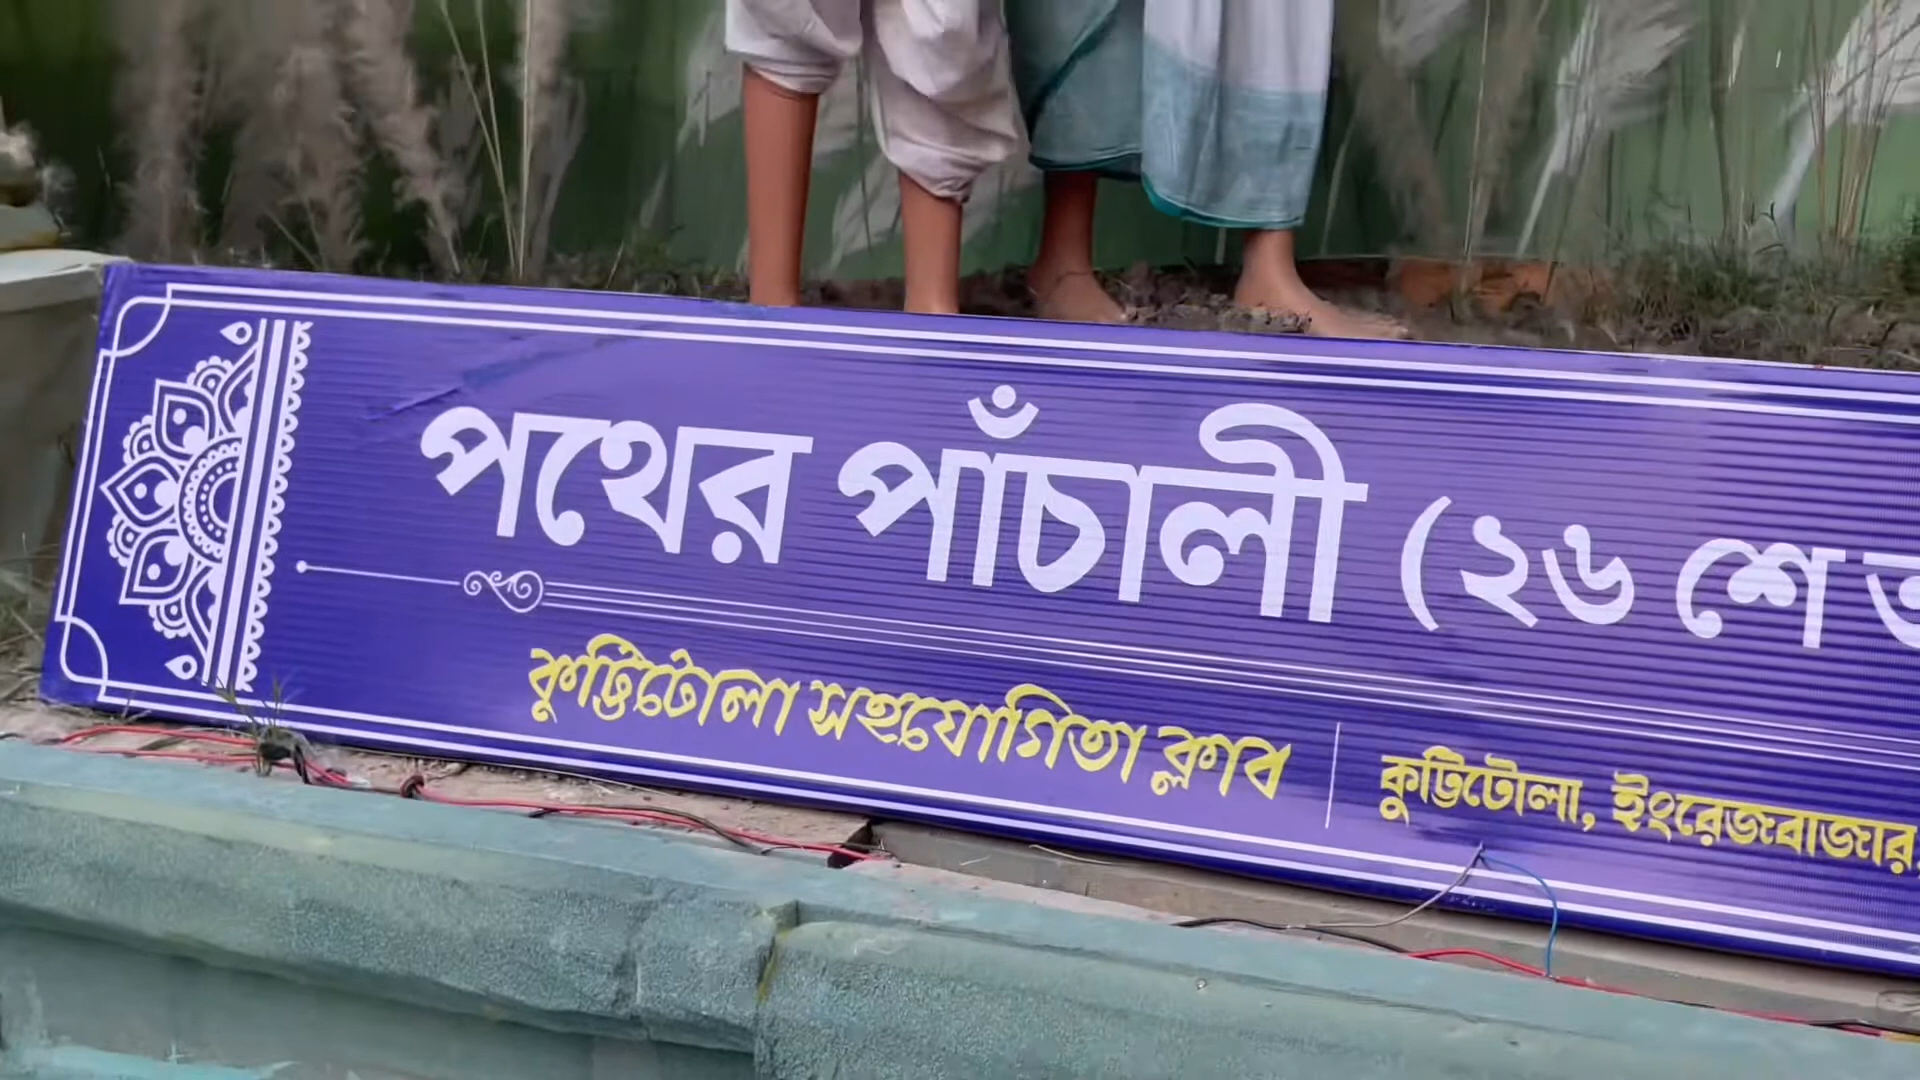 পথের পাঁচালী (২৬ শে
কুট্টিটোলা সহযোগিতা ক্লাব | কুট্টিটোলা, ইংরেজবাজার,